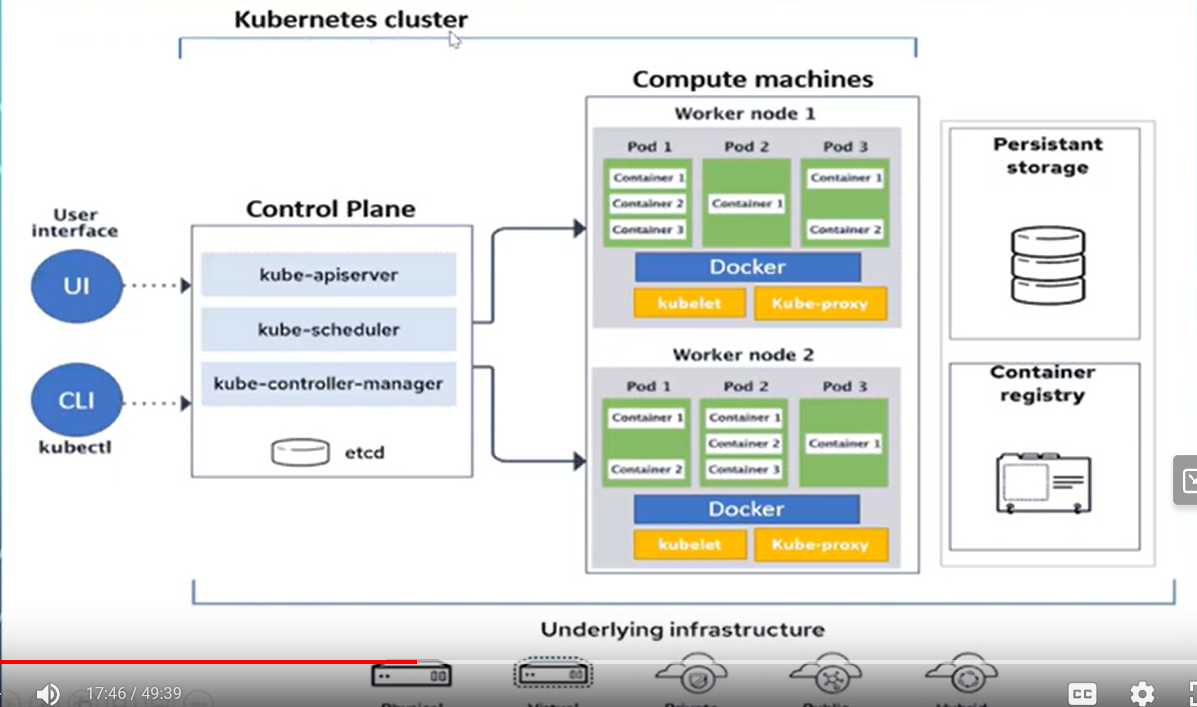 Kubernetes cluster
Compute machines
Worker node 1
Pod 1 Pod 2 Pod 3
Container 1 Container 1
Container 2 Container 1
Container 3 Container 2
Docker
kubelet Kube-proxy
Worker node 2
Pod 1 Pod 2 Pod 3
Container 1 Container 1
Container 2 Container 1
Container 2 Container 3
Docker
kubelet Kube-proxy
Control Plane
kube-apiserver
kube-scheduler
kube-controller-manager
etcd
User
interface
UI
CLI
kubectl
Persistant
storage
Container
registry
Underlying infrastructure
17:46 / 49:39
CC